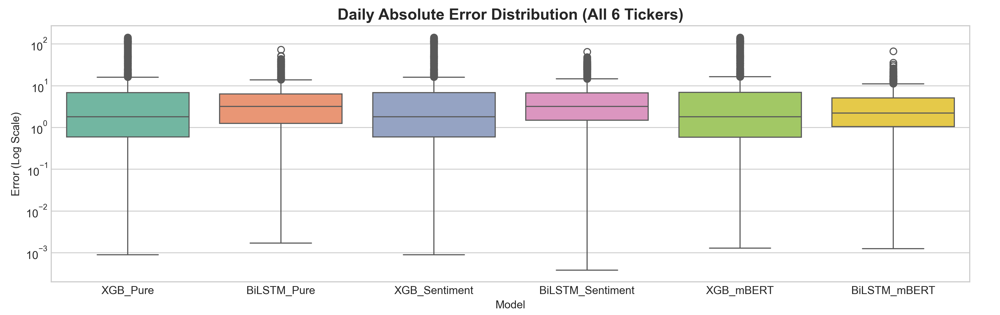 Daily Absolute Error Distribution (All 6 Tickers)
Error (Log Scale)
10^2
10^1
10^0
10^−1
10^−2
10^−3
XGB_Pure BiLSTM_Pure XGB_Sentiment BiLSTM_Sentiment XGB_mBERT BiLSTM_mBERT
Model